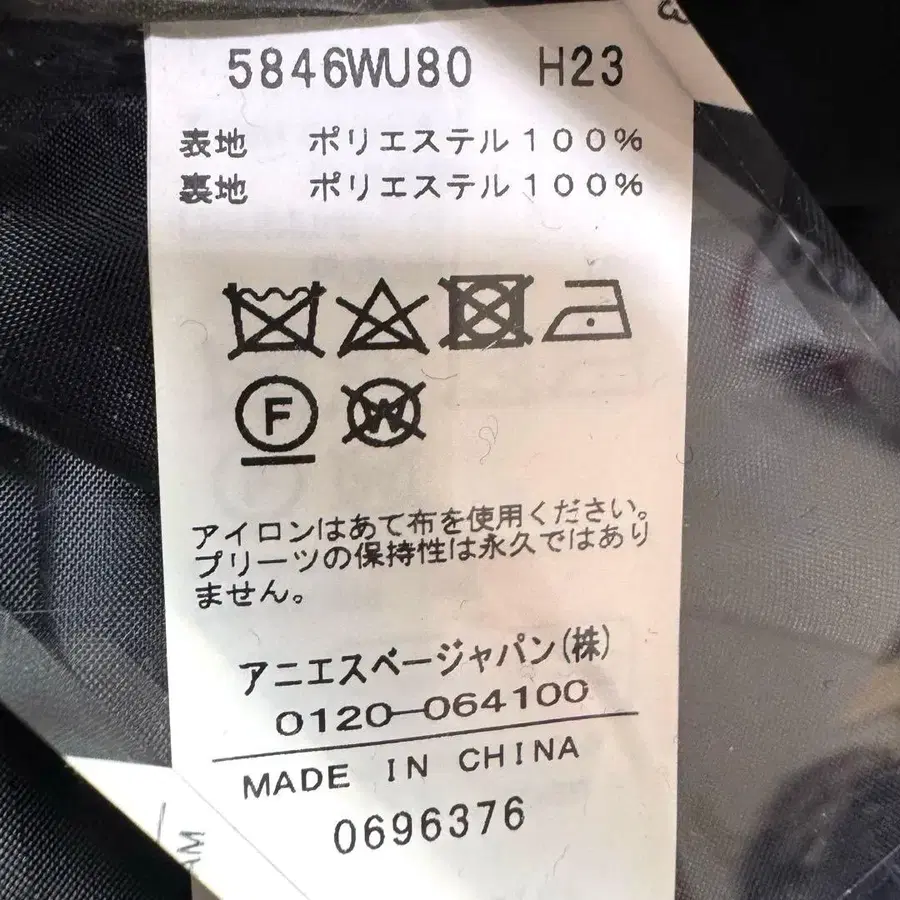 5846WU80 H23
表地 ポリエステル100%
裏地 ポリエステル100%
F
W
アイロンはあて布を使用ください。
プリーツの保持性は永久ではあり
ません。
アニエスベージャパン(株)
0120-064100
MADE IN CHINA
0696376
AM